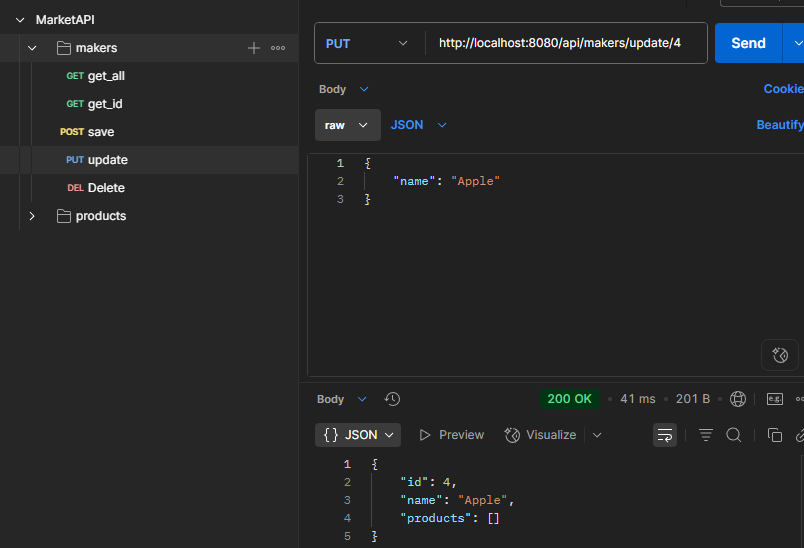 MarketAPI
makers
GET get_all
GET get_id
POST save
PUT update
DEL Delete
products
PUT http://localhost:8080/api/makers/update/4 Send
Body Cookie
raw JSON Beautify
1 {
2 "name": "Apple"
3 }
Body 200 OK 41 ms 201 B e.g.
{} JSON Preview Visualize
1 {
2 "id": 4,
3 "name": "Apple",
4 "products": []
5 }